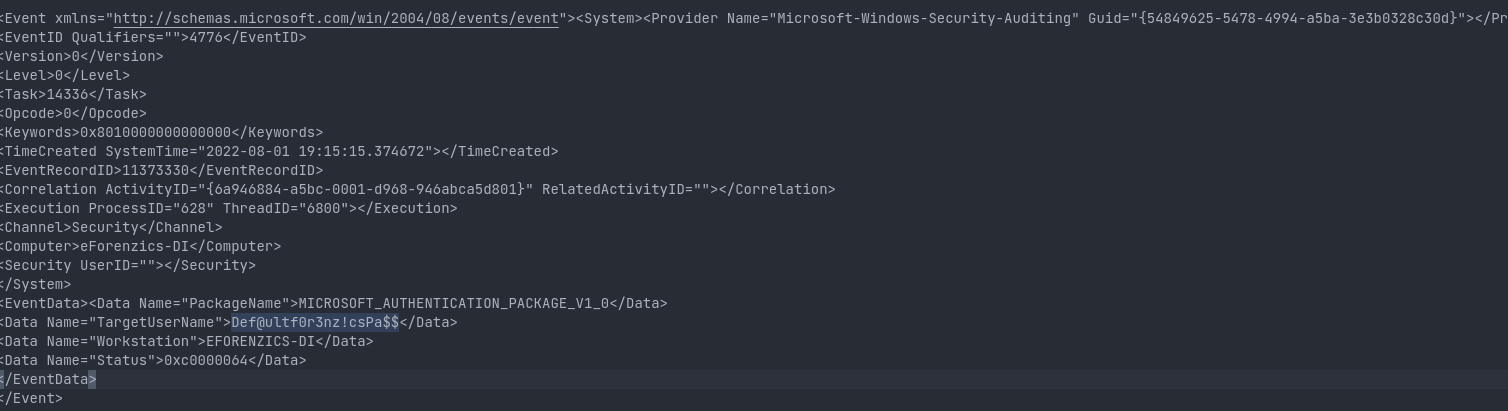 <Event xmlns="http://schemas.microsoft.com/win/2004/08/events/event"><System><Provider Name="Microsoft-Windows-Security-Auditing" Guid="{54849625-5478-4994-a5ba-3e3b0328c30d}"></Pr
<EventID Qualifiers="">4776</EventID>
<Version>0</Version>
<Level>0</Level>
<Task>14336</Task>
<Opcode>0</Opcode>
<Keywords>0x8010000000000000</Keywords>
<TimeCreated SystemTime="2022-08-01 19:15:15.374672"></TimeCreated>
<EventRecordID>11373330</EventRecordID>
<Correlation ActivityID="{6a946884-a5bc-0001-d968-946abca5d801}" RelatedActivityID=""></Correlation>
<Execution ProcessID="628" ThreadID="6800"></Execution>
<Channel>Security</Channel>
<Computer>eForenzics-DI</Computer>
<Security UserID=""></Security>
</System>
<EventData><Data Name="PackageName">MICROSOFT_AUTHENTICATION_PACKAGE_V1_0</Data>
<Data Name="TargetUserName">Def@ultf0r3nz!csPa$$</Data>
<Data Name="Workstation">EFORENZICS-DI</Data>
<Data Name="Status">0xc0000064</Data>
</EventData>
</Event>